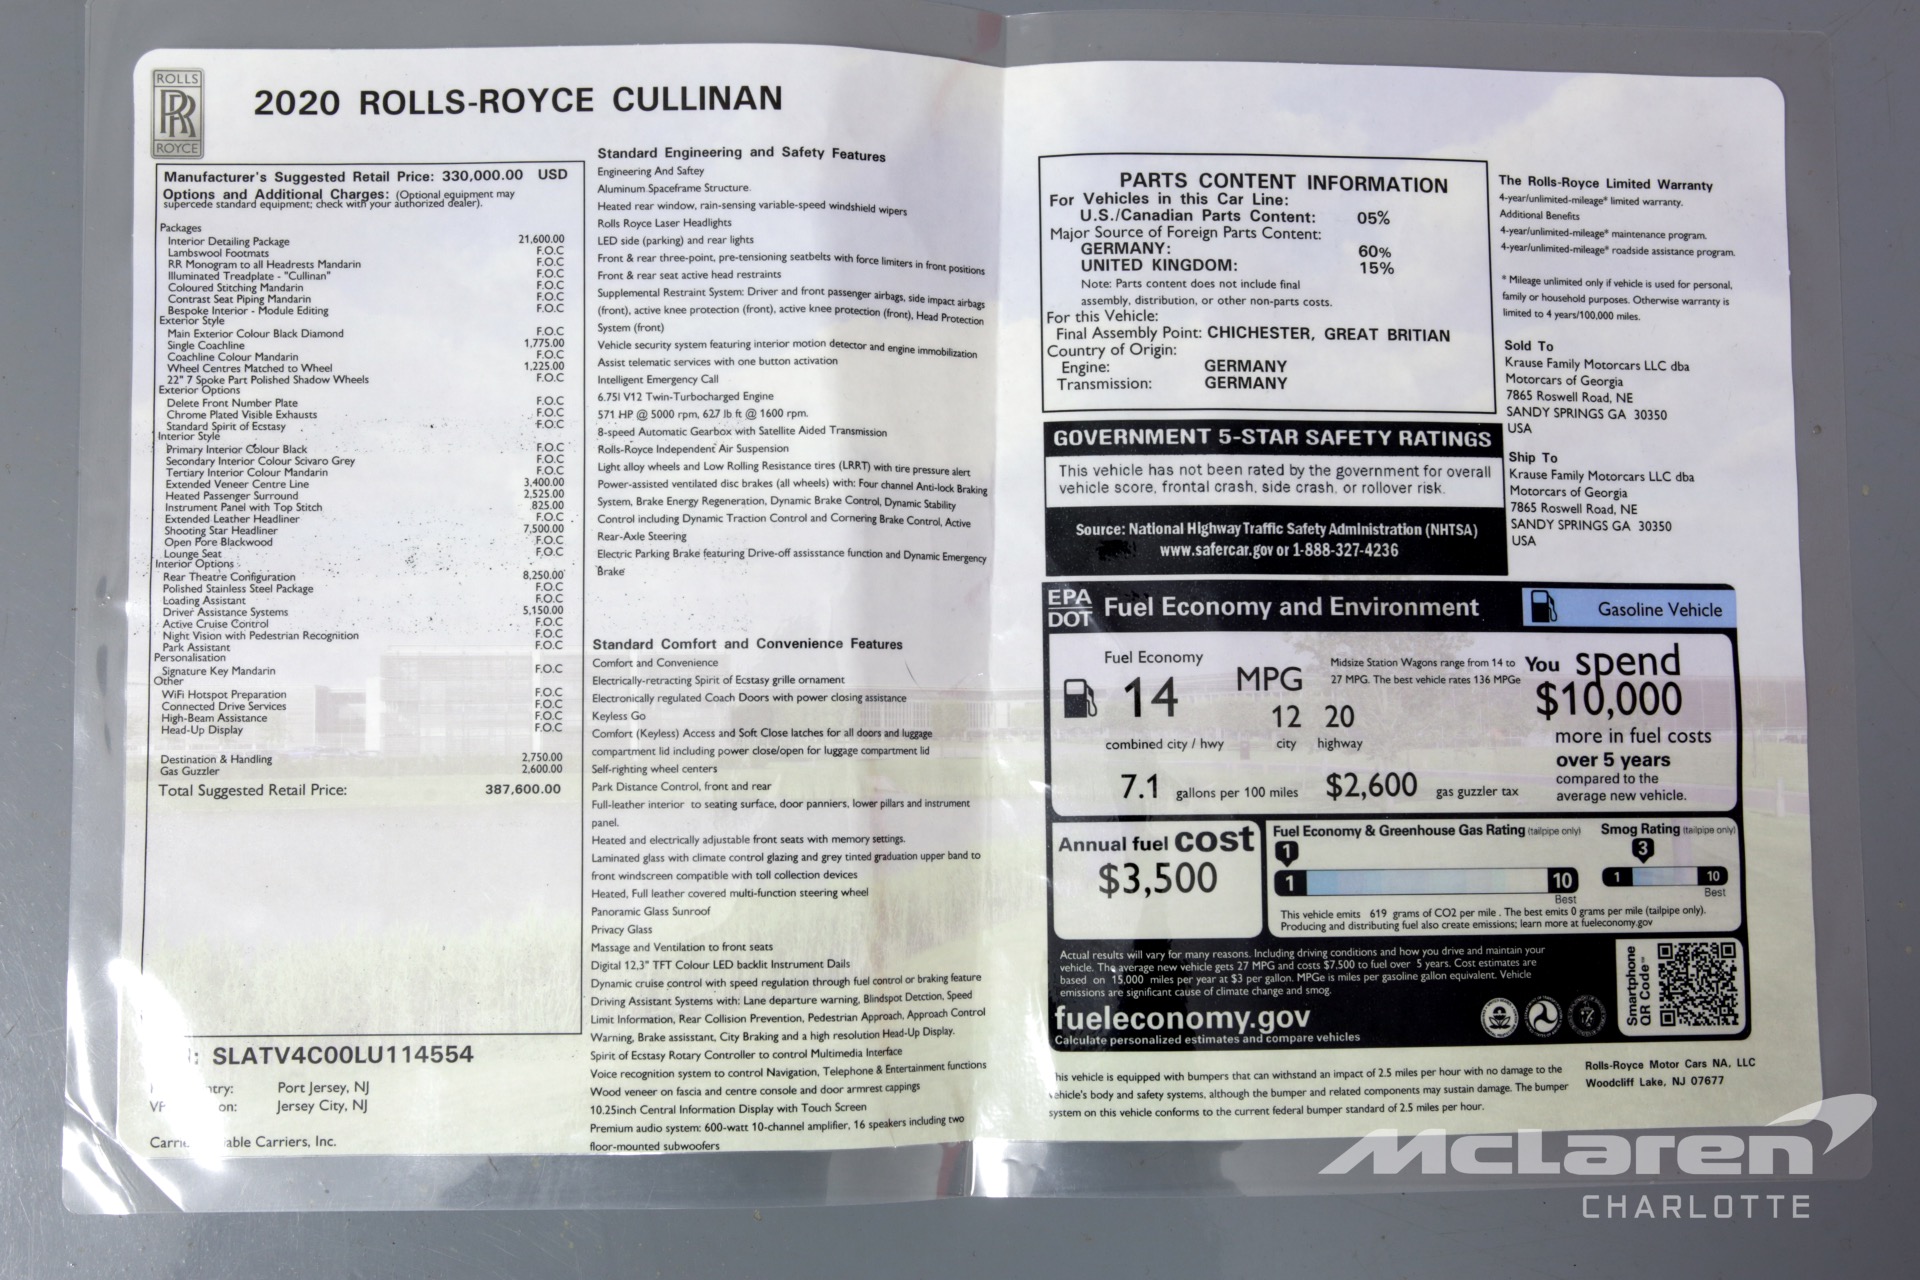 ROLLS
RR
ROYCE
2020 ROLLS-ROYCE CULLINAN
Manufacturer's Suggested Retail Price: 330,000.00 USD
Options and Additional Charges: (Optional equipment may
supercede standard equipment; check with your authorized dealer).
Packages
Interior Detailing Package 21,600.00
Lambswool Footmats F.O.C
RR Monogram to all Headrests Mandarin F.O.C
Illuminated Treadplate - "Cullinan" F.O.C
Coloured Stitching Mandarin F.O.C
Contrast Seat Piping Mandarin F.O.C
Bespoke Interior - Module Editing F.O.C
Exterior Style
Main Exterior Colour Black Diamond F.O.C
Single Coachline 1,775.00
Coachline Colour Mandarin F.O.C
Wheel Centres Matched to Wheel 1,225.00
22" 7 Spoke Part Polished Shadow Wheels F.O.C
Exterior Options
Delete Front Number Plate F.O.C
Chrome Plated Visible Exhausts F.O.C
Standard Spirit of Ecstasy F.O.C
Interior Style
Primary Interior Colour Black F.O.C
Secondary Interior Colour Scivaro Grey F.O.C
Tertiary Interior Colour Mandarin F.O.C
Extended Veneer Centre Line 3,400.00
Heated Passenger Surround 2,525.00
Instrument Panel with Top Stitch 825.00
Extended Leather Headliner F.O.C
Shooting Star Headliner 7,500.00
Open Pore Blackwood F.O.C
Lounge Seat F.O.C
Interior Options
Rear Theatre Configuration 8,250.00
Polished Stainless Steel Package F.O.C
Loading Assistant F.O.C
Driver Assistance Systems 5,150.00
Active Cruise Control F.O.C
Night Vision with Pedestrian Recognition F.O.C
Park Assistant F.O.C
Personalisation
Signature Key Mandarin F.O.C
Other
WiFi Hotspot Preparation F.O.C
Connected Drive Services F.O.C
High-Beam Assistance F.O.C
Head-Up Display F.O.C
Destination & Handling 2,750.00
Gas Guzzler 2,600.00
Total Suggested Retail Price: 387,600.00
: SLATV4C00LU114554
ntry: Port Jersey, NJ
VP on: Jersey City, NJ
Carrie able Carriers, Inc.
Standard Engineering and Safety Features
Engineering And Saftey
Aluminum Spaceframe Structure.
Heated rear window, rain-sensing variable-speed windshield wipers
Rolls Royce Laser Headlights
LED side (parking) and rear lights
Front & rear three-point, pre-tensioning seatbelts with force limiters in front positions
Front & rear seat active head restraints
Supplemental Restraint System: Driver and front passenger airbags, side impact airbags
(front), active knee protection (front), active knee protection (front), Head Protection
System (front)
Vehicle security system featuring interior motion detector and engine immobilization
Assist telematic services with one button activation
Intelligent Emergency Call
6.75l V12 Twin-Turbocharged Engine
571 HP @ 5000 rpm, 627 lb ft @ 1600 rpm.
8-speed Automatic Gearbox with Satellite Aided Transmission
Rolls-Royce Independent Air Suspension
Light alloy wheels and Low Rolling Resistance tires (LRRT) with tire pressure alert
Power-assisted ventilated disc brakes (all wheels) with: Four channel Anti-lock Braking
System, Brake Energy Regeneration, Dynamic Brake Control, Dynamic Stability
Control including Dynamic Traction Control and Cornering Brake Control, Active
Rear-Axle Steering
Electric Parking Brake featuring Drive-off assisstance function and Dynamic Emergency
Brake
Standard Comfort and Convenience Features
Comfort and Convenience
Electrically-retracting Spirit of Ecstasy grille ornament
Electronically regulated Coach Doors with power closing assistance
Keyless Go
Comfort (Keyless) Access and Soft Close latches for all doors and luggage
compartment lid including power close/open for luggage compartment lid
Self-righting wheel centers
Park Distance Control, front and rear
Full-leather interior to seating surface, door panniers, lower pillars and instrument
panel.
Heated and electrically adjustable front seats with memory settings.
Laminated glass with climate control glazing and grey tinted graduation upper band to
front windscreen compatible with toll collection devices
Heated, Full leather covered multi-function steering wheel
Panoramic Glass Sunroof
Privacy Glass
Massage and Ventilation to front seats
Digital 12,3" TFT Colour LED backlit Instrument Dails
Dynamic cruise control with speed regulation through fuel control or braking feature
Driving Assistant Systems with: Lane departure warning, Blindspot Detction, Speed
Limit Information, Rear Collision Prevention, Pedestrian Approach, Approach Control
Warning, Brake assisstant, City Braking and a high resolution Head-Up Display.
Spirit of Ecstasy Rotary Controller to control Multimedia Interface
Voice recognition system to control Navigation, Telephone & Entertainment functions
Wood veneer on fascia and centre console and door armrest cappings
10.25inch Central Information Display with Touch Screen
Premium audio system: 600-watt 10-channel amplifier, 16 speakers including two
floor-mounted subwoofers
PARTS CONTENT INFORMATION
For Vehicles in this Car Line:
U.S./Canadian Parts Content: 05%
Major Source of Foreign Parts Content:
GERMANY: 60%
UNITED KINGDOM: 15%
Note: Parts content does not include final
assembly, distribution, or other non-parts costs.
For this Vehicle:
Final Assembly Point: CHICHESTER, GREAT BRITIAN
Country of Origin:
Engine: GERMANY
Transmission: GERMANY
GOVERNMENT 5-STAR SAFETY RATINGS
This vehicle has not been rated by the government for overall
vehicle score, frontal crash, side crash, or rollover risk.
Source: National Highway Traffic Safety Administration (NHTSA)
www.safercar.gov or 1-888-327-4236
The Rolls-Royce Limited Warranty
4-year/unlimited-mileage* limited warranty.
Additional Benefits
4-year/unlimited-mileage* maintenance program.
4-year/unlimited-mileage* roadside assistance program.
* Mileage unlimited only if vehicle is used for personal,
family or household purposes. Otherwise warranty is
limited to 4 years/100,000 miles.
Sold To
Krause Family Motorcars LLC dba
Motorcars of Georgia
7865 Roswell Road, NE
SANDY SPRINGS GA 30350
USA
Ship To
Krause Family Motorcars LLC dba
Motorcars of Georgia
7865 Roswell Road, NE
SANDY SPRINGS GA 30350
USA
EPA
DOT
Fuel Economy and Environment
Gasoline Vehicle
Fuel Economy
14
combined city / hwy
MPG
12 20
city highway
Midsize Station Wagons range from 14 to
27 MPG. The best vehicle rates 136 MPGe
7.1 gallons per 100 miles
$2,600 gas guzzler tax
You spend
$10,000
more in fuel costs
over 5 years
compared to the
average new vehicle.
Annual fuel cost
$3,500
Fuel Economy & Greenhouse Gas Rating (tailpipe only)
1
1 10
Best
Smog Rating (tailpipe only)
3
1 10
Best
This vehicle emits 619 grams of CO2 per mile . The best emits 0 grams per mile (tailpipe only).
Producing and distributing fuel also create emissions; learn more at fueleconomy.gov
Actual results will vary for many reasons. Including driving conditions and how you drive and maintain your
vehicle. The average new vehicle gets 27 MPG and costs $7,500 to fuel over 5 years. Cost estimates are
based on 15,000 miles per year at $3 per gallon. MPGe is miles per gasoline gallon equivalent. Vehicle
emissions are significant cause of climate change and smog.
fueleconomy.gov
Calculate personalized estimates and compare vehicles
Smartphone
QR Code™
his vehicle is equipped with bumpers that can withstand an impact of 2.5 miles per hour with no damage to the
vehicle's body and safety systems, although the bumper and related components may sustain damage. The bumper
system on this vehicle conforms to the current federal bumper standard of 2.5 miles per hour.
Rolls-Royce Motor Cars NA, LLC
Woodcliff Lake, NJ 07677
McLaren
CHARLOTTE